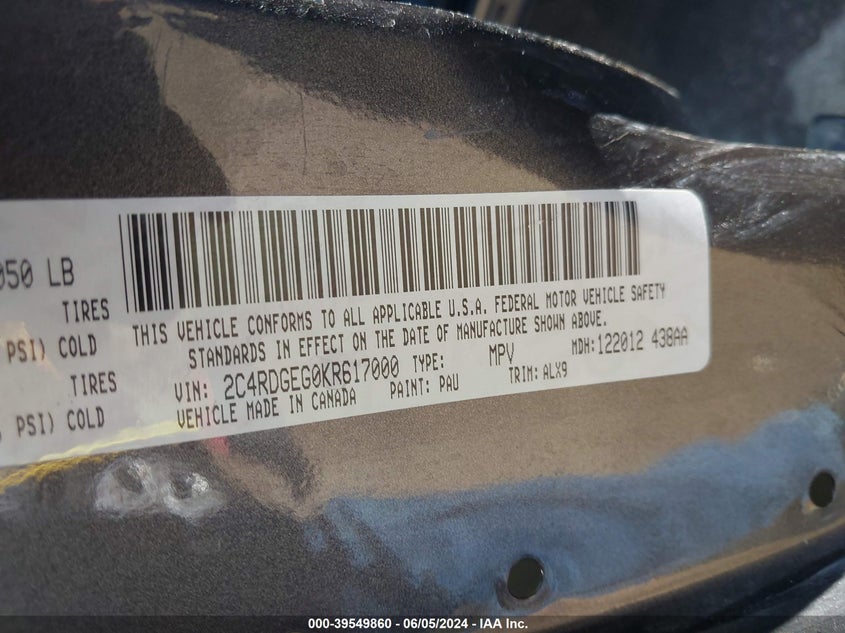 050 LB
TIRES
PSI) COLD
TIRES
PSI) COLD
THIS VEHICLE CONFORMS TO ALL APPLICABLE U.S.A. FEDERAL MOTOR VEHICLE SAFETY
STANDARDS IN EFFECT ON THE DATE OF MANUFACTURE SHOWN ABOVE.
VIN: 2C4RDGEG0KR617000 TYPE: MPV MDH: 122012 438AA
VEHICLE MADE IN CANADA PAINT: PAU TRIM: ALX9
000-39549860 - 06/05/2024 - IAA Inc.